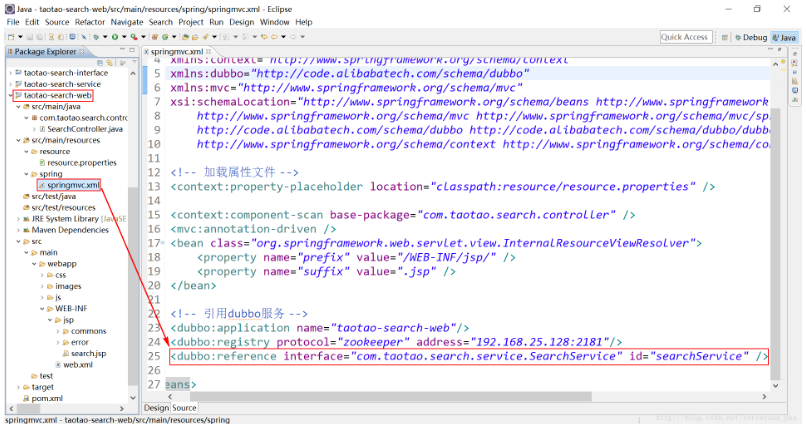 Java - taotao-search-web/src/main/resources/spring/springmvc.xml - Eclipse
File Edit Source Refactor Navigate Search Project Run Design Window Help
Quick Access
Debug
Java
Package Explorer
taotao-search-interface
taotao-search-service
taotao-search-web
src/main/java
com.taotao.search.contro
SearchController.java
src/main/resources
resource
resource.properties
spring
springmvc.xml
src/test/java
src/test/resources
JRE System Library [JavaSE
Maven Dependencies
src
main
webapp
css
images
js
WEB-INF
jsp
commons
error
search.jsp
web.xml
test
target
pom.xml
springmvc.xml
4 xmlns:context="http://www.springframework.org/schema/context"
5 xmlns:dubbo="http://code.alibabatech.com/schema/dubbo"
6 xmlns:mvc="http://www.springframework.org/schema/mvc"
7 xsi:schemaLocation="http://www.springframework.org/schema/beans http://www.springframework
8 http://www.springframework.org/schema/mvc http://www.springframework.org/schema/mvc/sp
9 http://code.alibabatech.com/schema/dubbo http://code.alibabatech.com/schema/dubbo/dubb
10 http://www.springframework.org/schema/context http://www.springframework.org/schema/co
11
12 <!-- 加载属性文件 -->
13 <context:property-placeholder location="classpath:resource/resource.properties" />
14
15 <context:component-scan base-package="com.taotao.search.controller" />
16 <mvc:annotation-driven />
17 <bean class="org.springframework.web.servlet.view.InternalResourceViewResolver">
18 <property name="prefix" value="/WEB-INF/jsp/" />
19 <property name="suffix" value=".jsp" />
20 </bean>
21
22 <!-- 引用dubbo服务 -->
23 <dubbo:application name="taotao-search-web"/>
24 <dubbo:registry protocol="zookeeper" address="192.168.25.128:2181"/>
25 <dubbo:reference interface="com.taotao.search.service.SearchService" id="searchService" />
26
27 eans>
Design Source
springmvc.xml - taotao-search-web/src/main/resources/spring